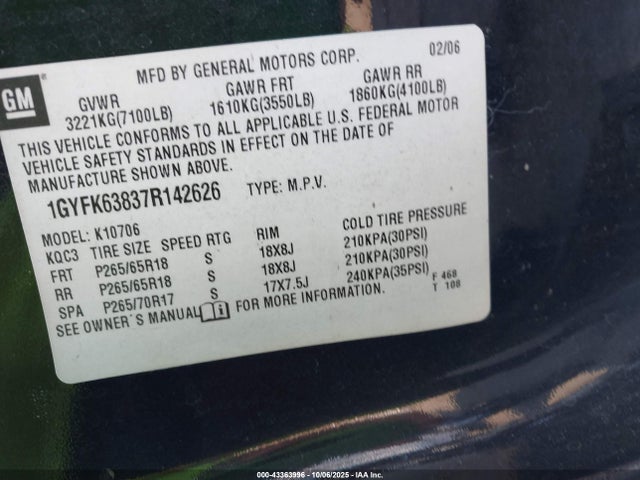 MFD BY GENERAL MOTORS CORP. 02/06
GM
GVWR GAWR FRT GAWR RR
3221KG(7100LB) 1610KG(3550LB) 1860KG(4100LB)
THIS VEHICLE CONFORMS TO ALL APPLICABLE U.S. FEDERAL MOTOR
VEHICLE SAFETY STANDARDS IN EFFECT ON THE DATE OF
MANUFACTURE SHOWN ABOVE.
1GYFK63837R142626 TYPE: M.P.V.
MODEL: K10706
KQC3 TIRE SIZE SPEED RTG RIM COLD TIRE PRESSURE
FRT P265/65R18 S 18X8J 210KPA(30PSI)
RR P265/65R18 S 18X8J 210KPA(30PSI)
SPA P265/70R17 S 17X7.5J 240KPA(35PSI)
SEE OWNER'S MANUAL FOR MORE INFORMATION.
F 468
T 108
00-43363996 10/06/2025 IAA Inc.